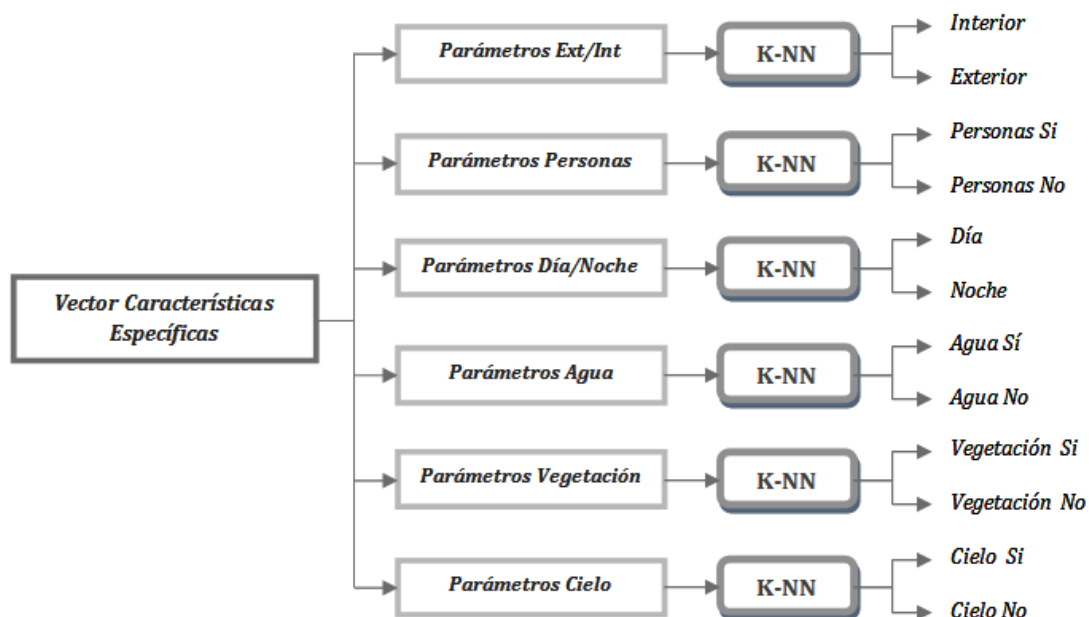 Interior
Parámetros Ext/Int
K-NN
Exterior
Personas Si
Parámetros Personas
K-NN
Personas No
Día
Parámetros Día/Noche
K-NN
Noche
Vector Características
Específicas
Agua Sí
Parámetros Agua
K-NN
Agua No
Vegetación Si
Parámetros Vegetación
K-NN
Vegetación No
Cielo Si
Parámetros Cielo
K-NN
Cielo No